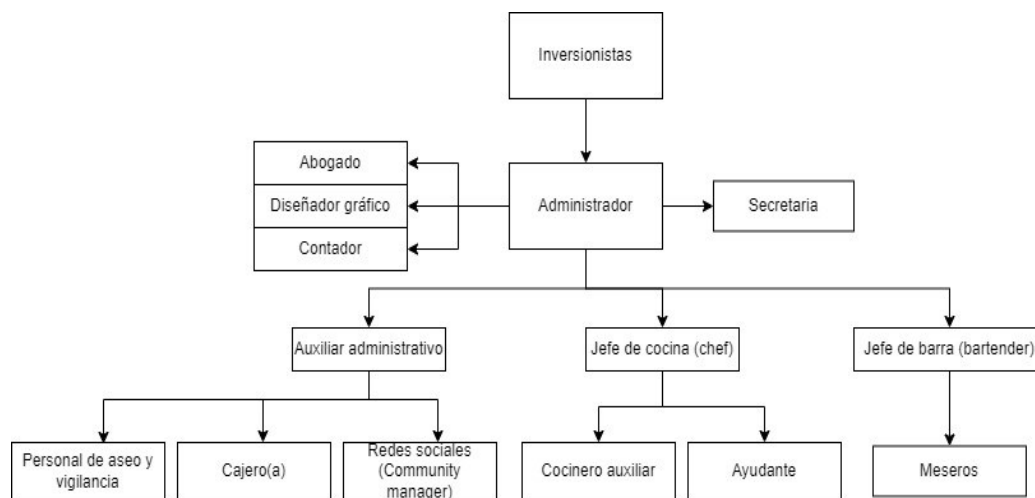 Inversionistas
Abogado
Diseñador gráfico
Contador
Administrador
Secretaria
Auxiliar administrativo
Jefe de cocina (chef)
Jefe de barra (bartender)
Personal de aseo y
vigilancia
Cajero(a)
Redes sociales
(Community
manager)
Cocinero auxiliar
Ayudante
Meseros